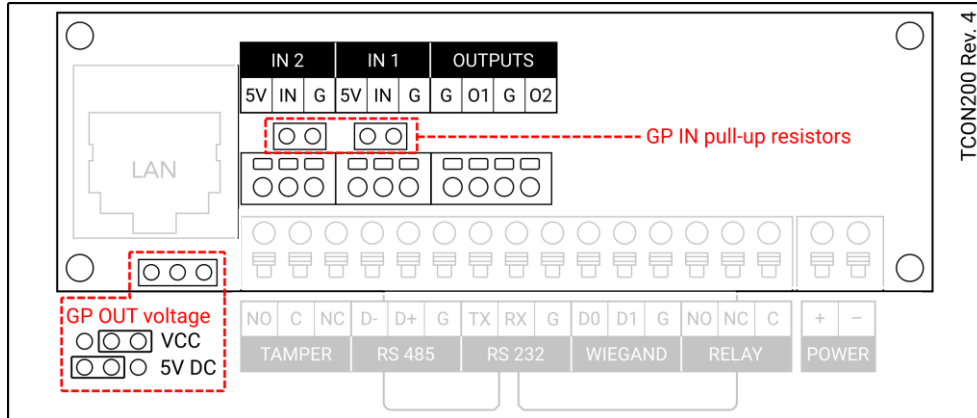 TCON200 Rev. 4
IN 2 IN 1 OUTPUTS
5V IN G 5V IN G G O1 G O2
GP IN pull-up resistors
LAN
GP OUT voltage
VCC
5V DC
NO C NC D- D+ G TX RX G D0 D1 G NO NC C + −
TAMPER RS 485 RS 232 WIEGAND RELAY POWER